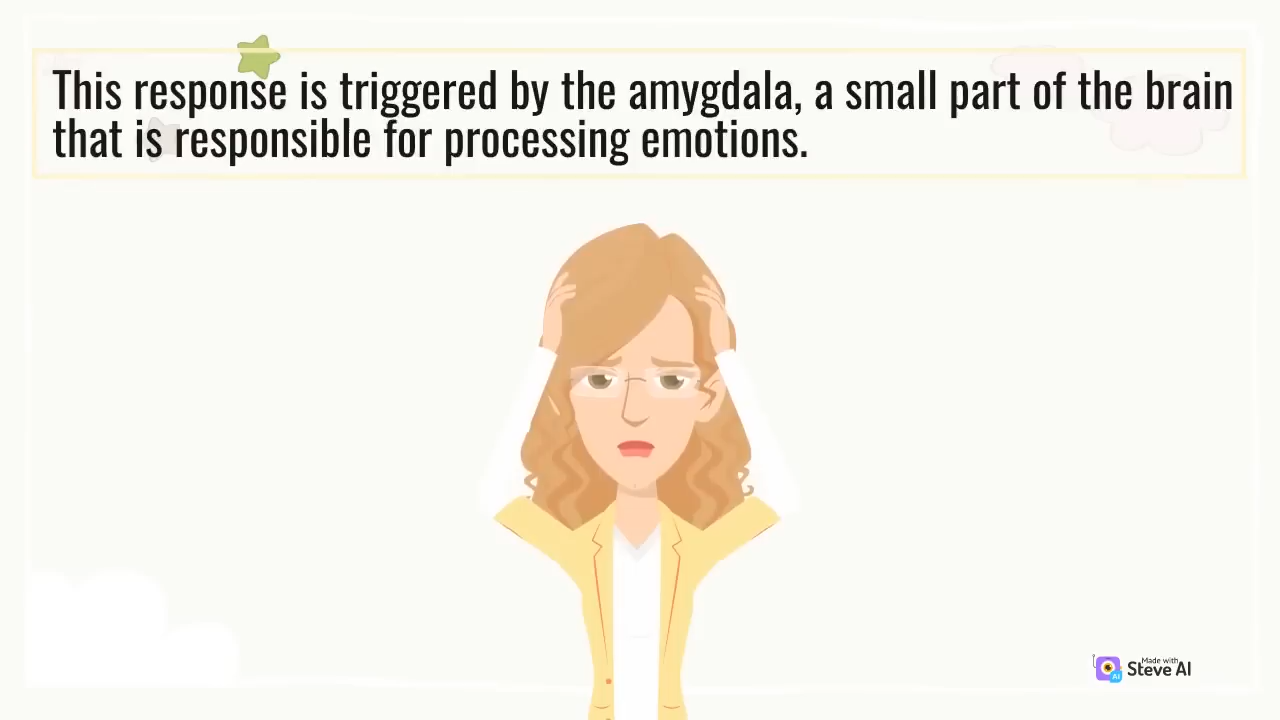 This response is triggered by the amygdala, a small part of the brain
that is responsible for processing emotions.
Made with
Steve AI
AI